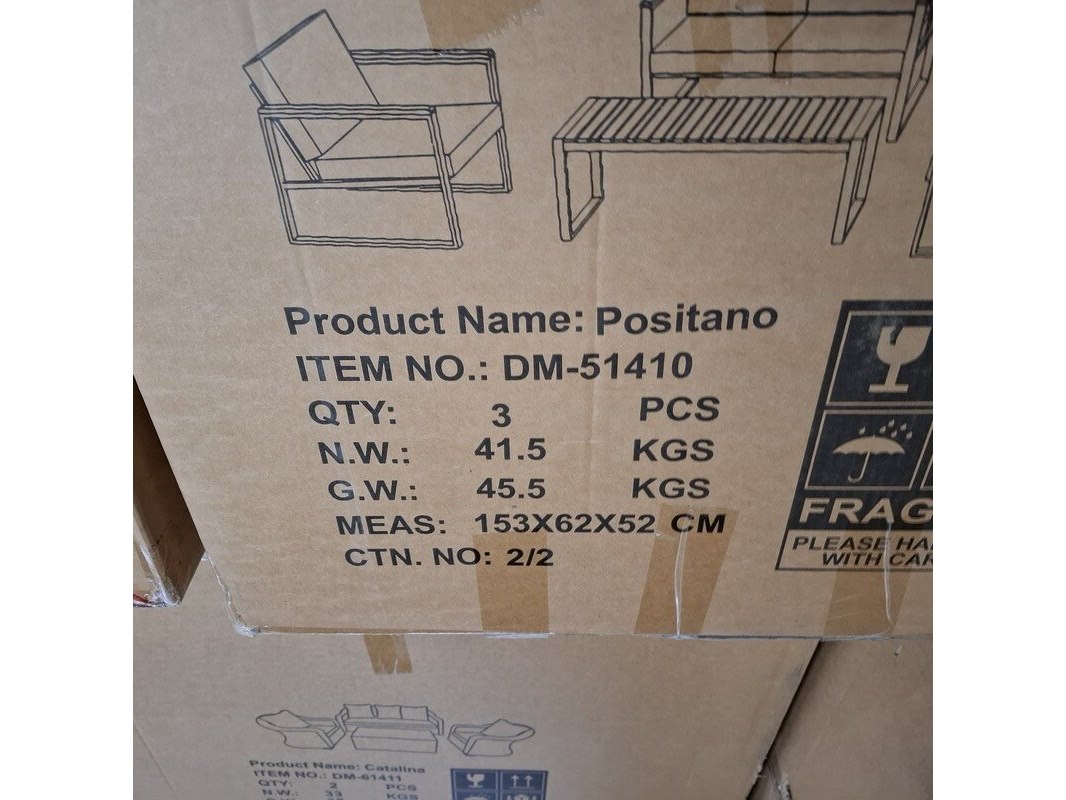 Product Name: Positano
ITEM NO.: DM-51410
QTY: 3 PCS
N.W.: 41.5 KGS
G.W.: 45.5 KGS
MEAS: 153X62X52 CM
CTN. NO: 2/2
FRAG
PLEASE HA
WITH CAR
Product Name: Catalina
ITEM NO.: DM-61411
QTY: 2 PCS
N.W.: 33 KGS